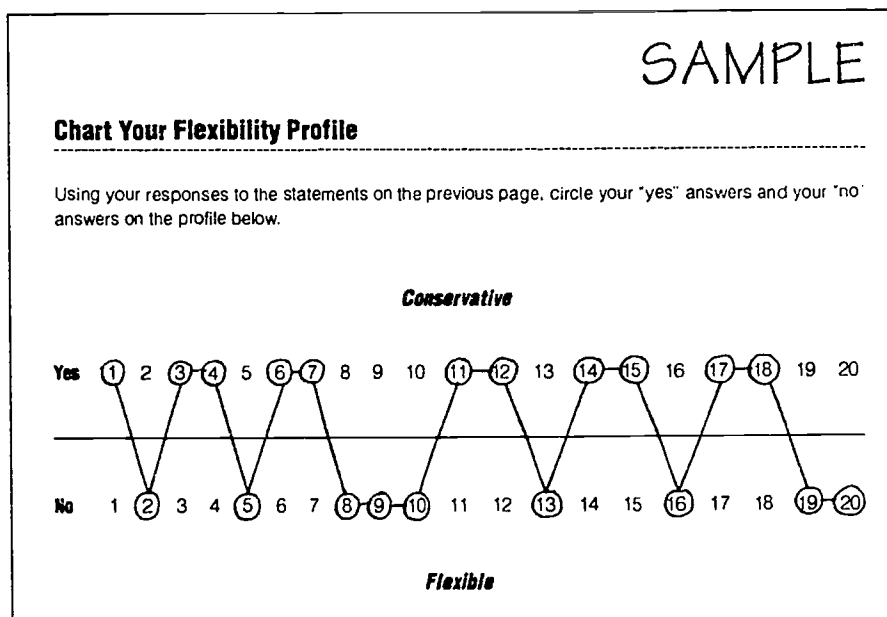 SAMPLE
Chart Your Flexibility Profile
Using your responses to the statements on the previous page, circle your "yes" answers and your "no"
answers on the profile below.
Conservative
Yes 1 2 3 4 5 6 7 8 9 10 11 12 13 14 15 16 17 18 19 20
No 1 2 3 4 5 6 7 8 9 10 11 12 13 14 15 16 17 18 19 20
Flexible